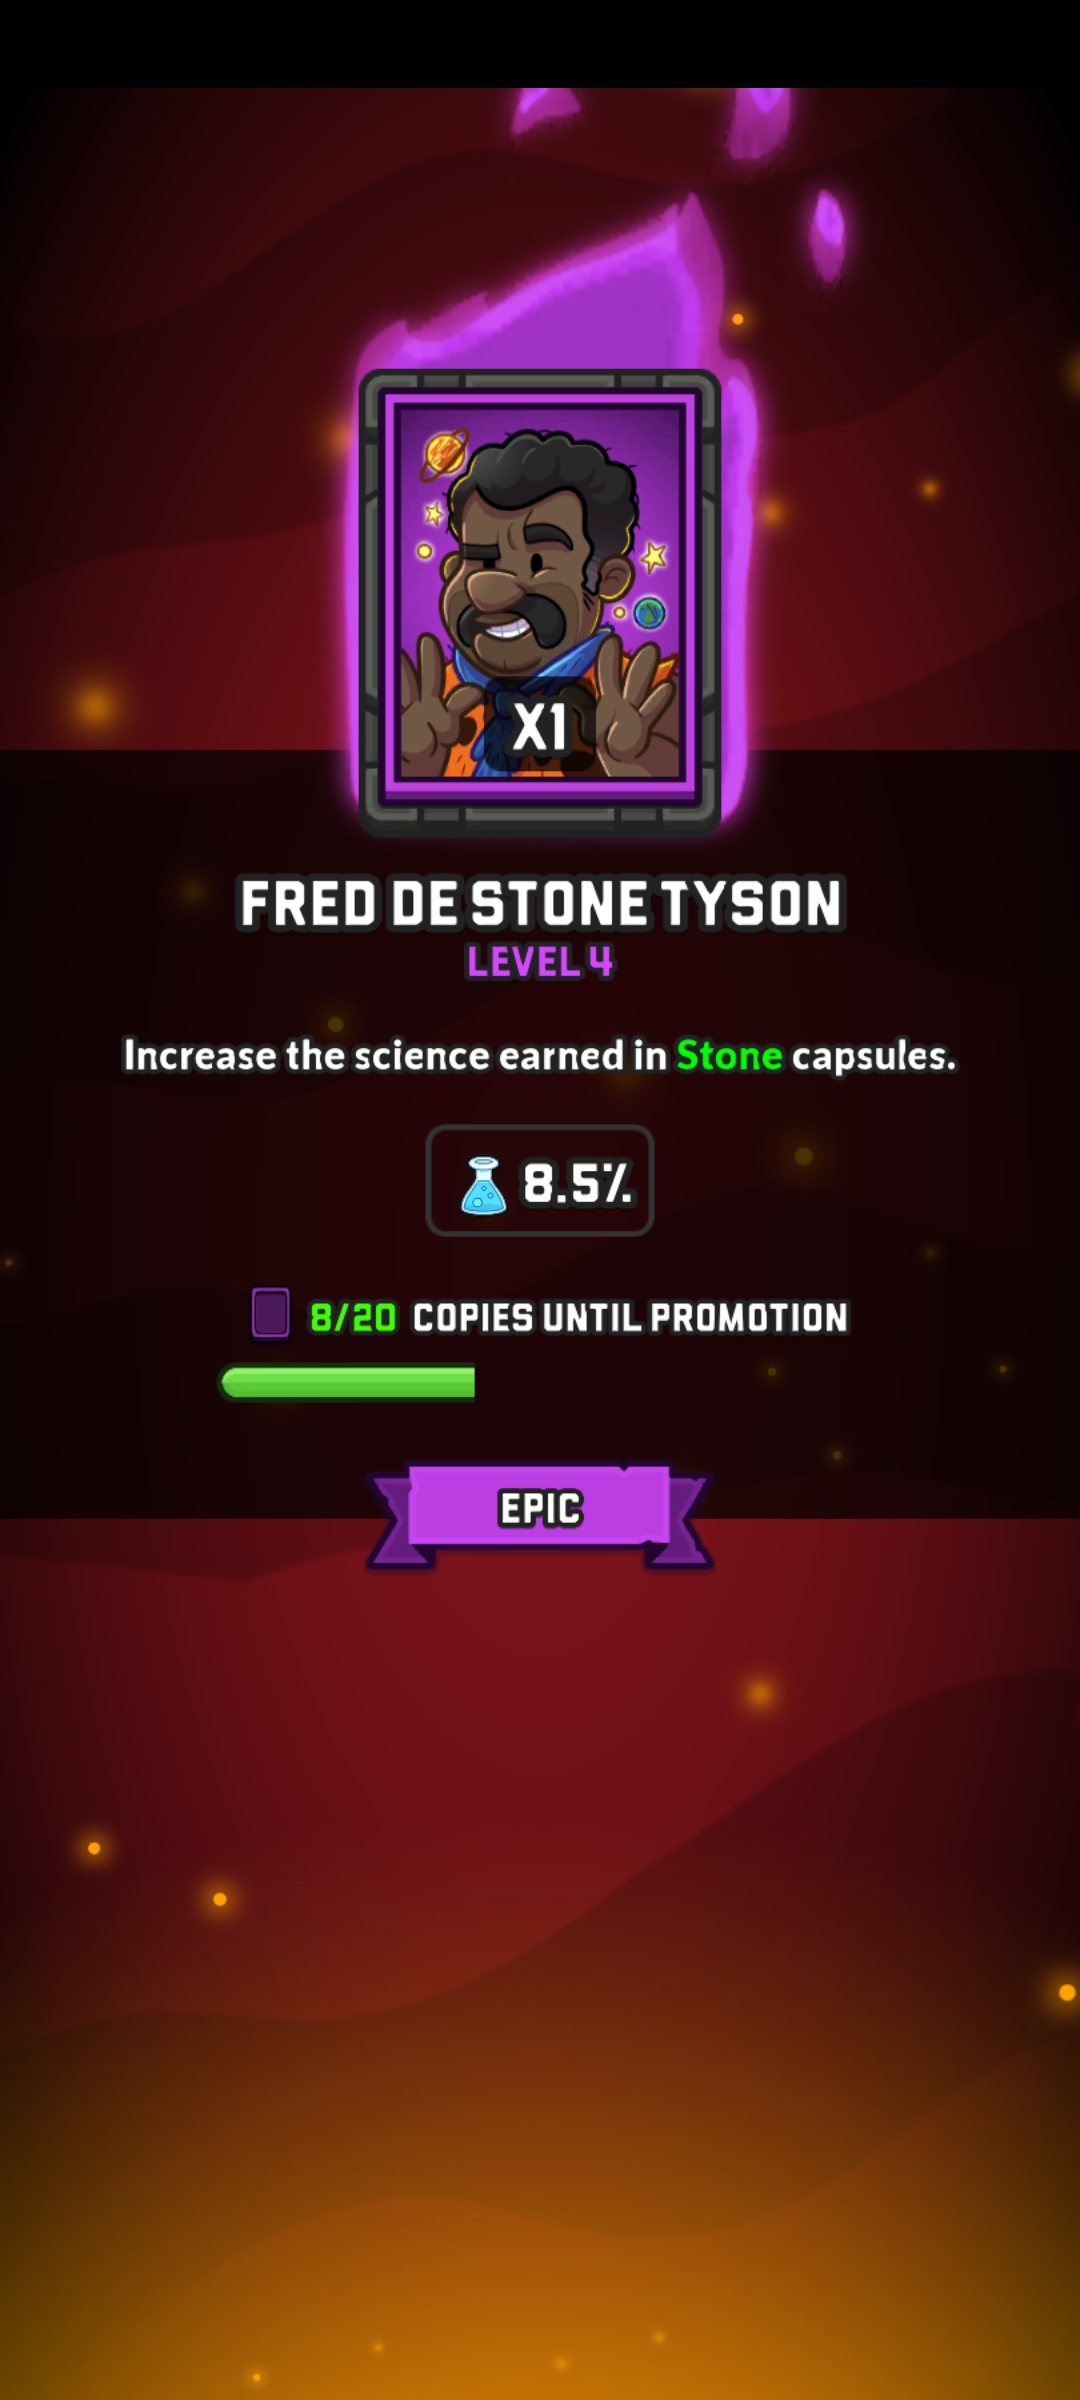 X1
FRED DE STONE TYSON
LEVEL 4
Increase the science earned in Stone capsules.
8.5%
8/20 COPIES UNTIL PROMOTION
EPIC